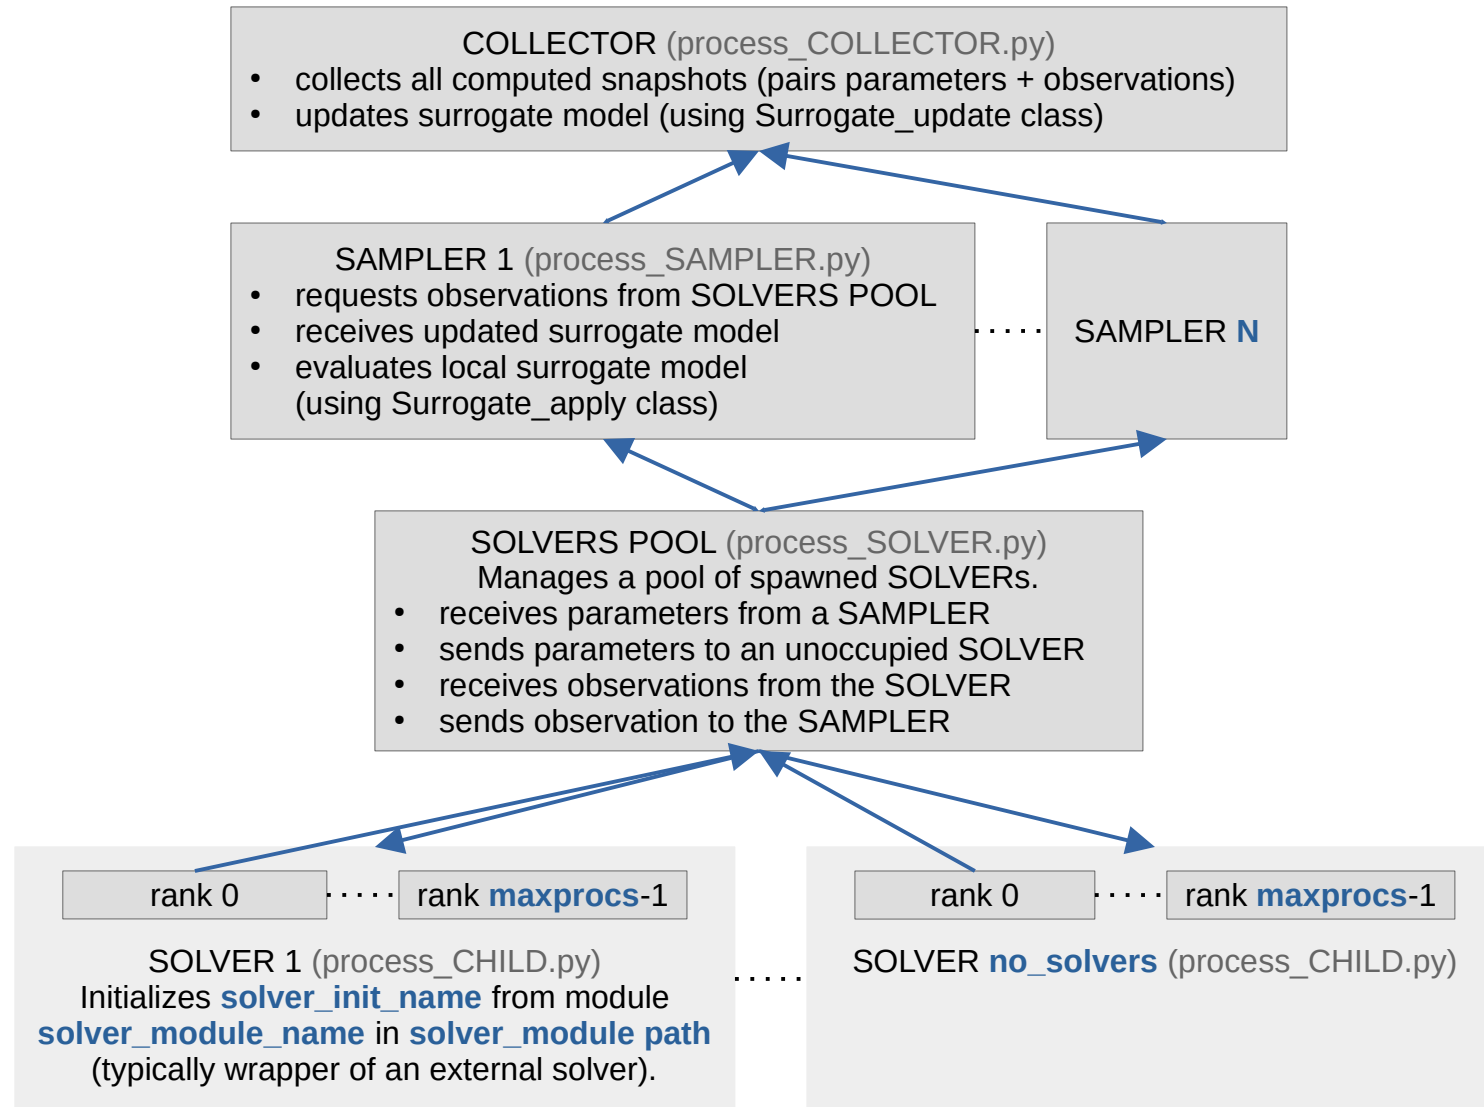 COLLECTOR (process_COLLECTOR.py)
• collects all computed snapshots (pairs parameters + observations)
• updates surrogate model (using Surrogate_update class)
SAMPLER 1 (process_SAMPLER.py)
• requests observations from SOLVERS POOL
• receives updated surrogate model
• evaluates local surrogate model
(using Surrogate_apply class)
SAMPLER N
SOLVERS POOL (process_SOLVER.py)
Manages a pool of spawned SOLVERs.
• receives parameters from a SAMPLER
• sends parameters to an unoccupied SOLVER
• receives observations from the SOLVER
• sends observation to the SAMPLER
rank 0
rank maxprocs-1
SOLVER 1 (process_CHILD.py)
Initializes solver_init_name from module
solver_module_name in solver_module path
(typically wrapper of an external solver).
rank 0
rank maxprocs-1
SOLVER no_solvers (process_CHILD.py)